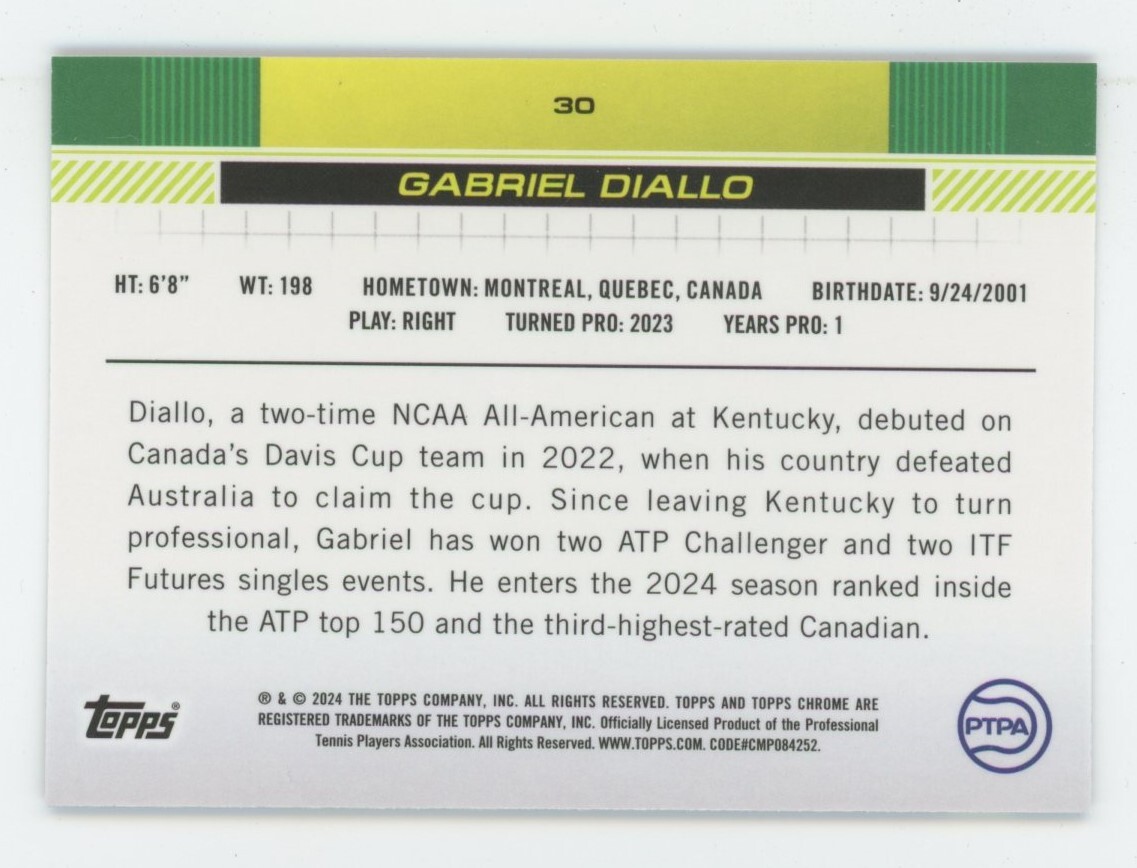 30
GABRIEL DIALLO
HT: 6'8" WT: 198 HOMETOWN: MONTREAL, QUEBEC, CANADA BIRTHDATE: 9/24/2001
PLAY: RIGHT TURNED PRO: 2023 YEARS PRO: 1
Diallo, a two-time NCAA All-American at Kentucky, debuted on
Canada's Davis Cup team in 2022, when his country defeated
Australia to claim the cup. Since leaving Kentucky to turn
professional, Gabriel has won two ATP Challenger and two ITF
Futures singles events. He enters the 2024 season ranked inside
the ATP top 150 and the third-highest-rated Canadian.
topps®
® & © 2024 THE TOPPS COMPANY, INC. ALL RIGHTS RESERVED. TOPPS AND TOPPS CHROME ARE
REGISTERED TRADEMARKS OF THE TOPPS COMPANY, INC. Officially Licensed Product of the Professional
Tennis Players Association. All Rights Reserved. WWW.TOPPS.COM. CODE#CMP084252.
PTPA